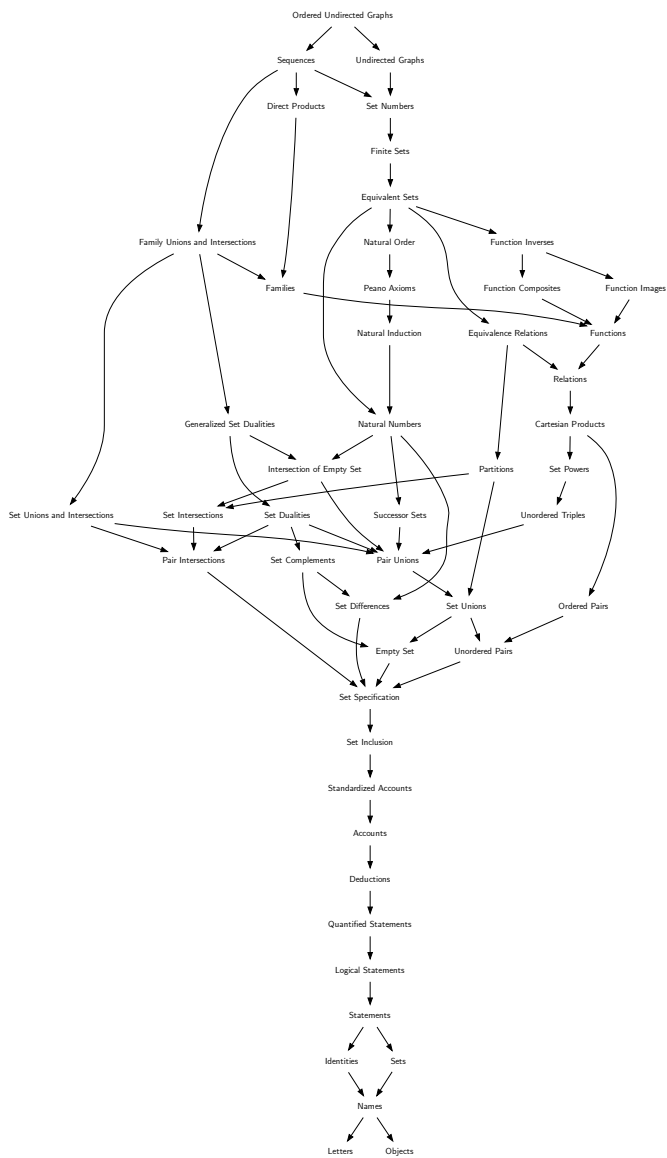 Ordered Undirected Graphs
Sequences
Undirected Graphs
Direct Products
Set Numbers
Finite Sets
Equivalent Sets
Family Unions and Intersections
Natural Order
Function Inverses
Families
Peano Axioms
Function Composites
Function Images
Natural Induction
Equivalence Relations
Functions
Relations
Generalized Set Dualities
Natural Numbers
Cartesian Products
Intersection of Empty Set
Partitions
Set Powers
Set Unions and Intersections
Set Intersections
Set Dualities
Successor Sets
Unordered Triples
Pair Intersections
Set Complements
Pair Unions
Set Differences
Set Unions
Ordered Pairs
Empty Set
Unordered Pairs
Set Specification
Set Inclusion
Standardized Accounts
Accounts
Deductions
Quantified Statements
Logical Statements
Statements
Identities
Sets
Names
Letters
Objects